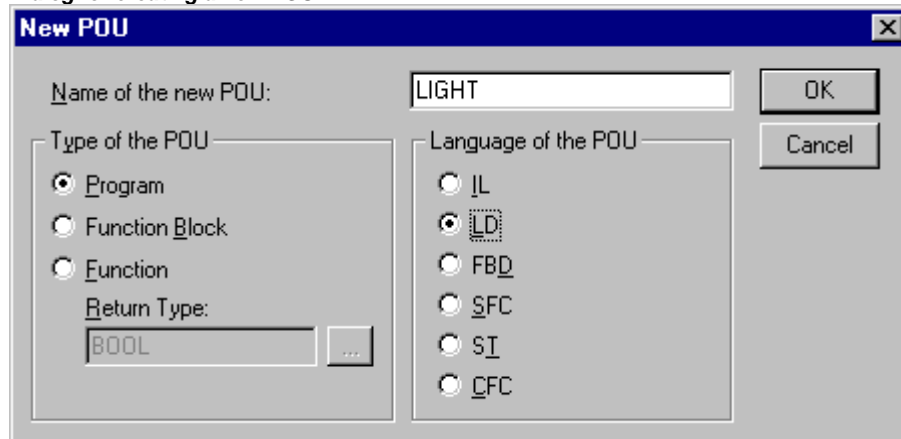 New POU
Name of the new POU:
LIGHT
OK
Cancel
Type of the POU
Program
Function Block
Function
Return Type:
BOOL
...
Language of the POU
IL
LD
FBD
SFC
ST
CFC